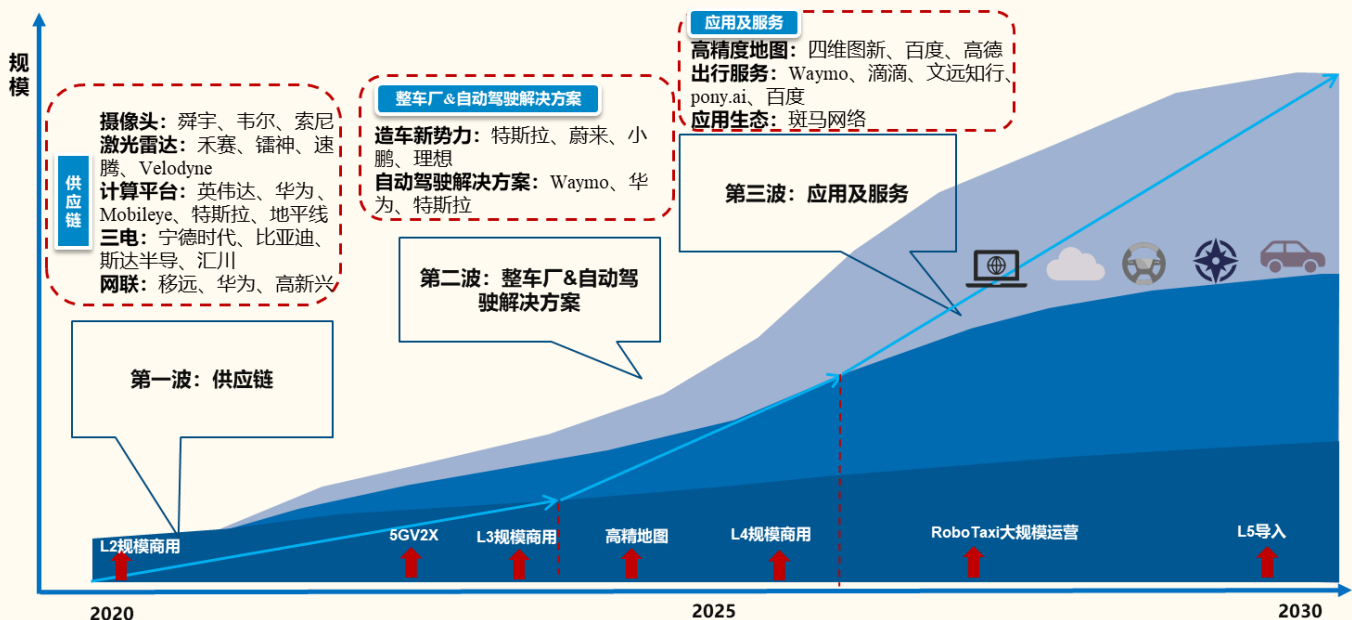 规
模
供
应
链
摄像头：舜宇、韦尔、索尼
激光雷达：禾赛、镭神、速
腾、Velodyne
计算平台：英伟达、华为、
Mobileye、特斯拉、地平线
三电：宁德时代、比亚迪、
斯达半导、汇川
网联：移远、华为、高新兴
整车厂&自动驾驶解决方案
造车新势力：特斯拉、蔚来、小
鹏、理想
自动驾驶解决方案：Waymo、华
为、特斯拉
应用及服务
高精度地图：四维图新、百度、高德
出行服务：Waymo、滴滴、文远知行、
pony.ai、百度
应用生态：斑马网络
第一波：供应链
第二波：整车厂&自动驾
驶解决方案
第三波：应用及服务
L2规模商用
5GV2X
L3规模商用
高精地图
L4规模商用
RoboTaxi大规模运营
L5导入
2020
2025
2030